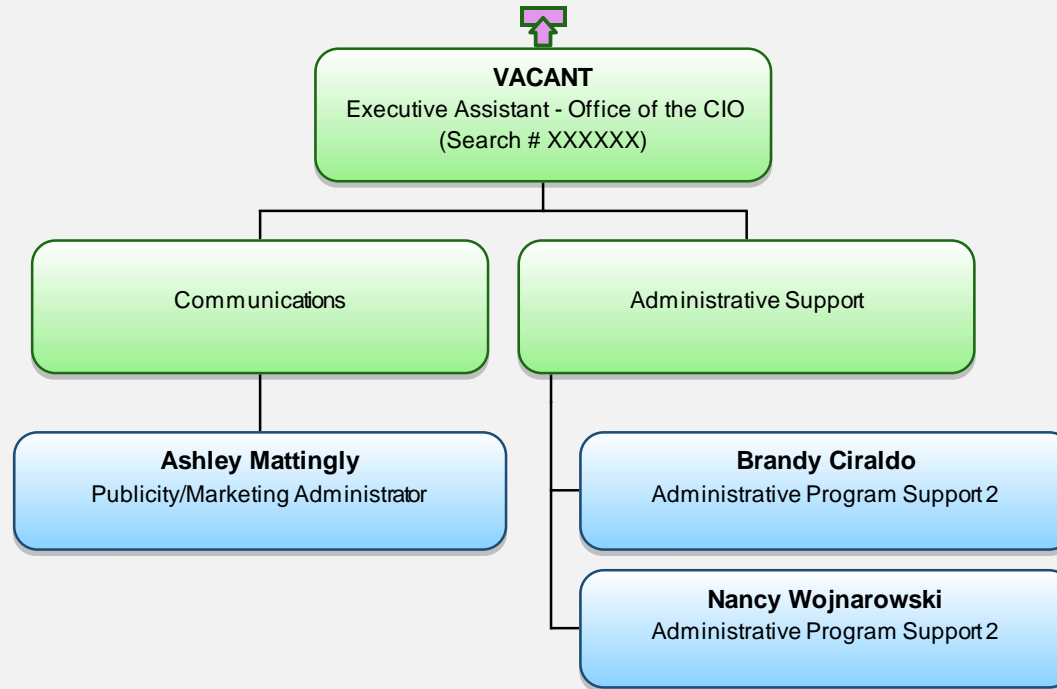 VACANT
Executive Assistant - Office of the CIO
(Search # XXXXXX)
Communications
Administrative Support
Ashley Mattingly
Publicity/Marketing Administrator
Brandy Ciraldo
Administrative Program Support 2
Nancy Wojnarowski
Administrative Program Support 2